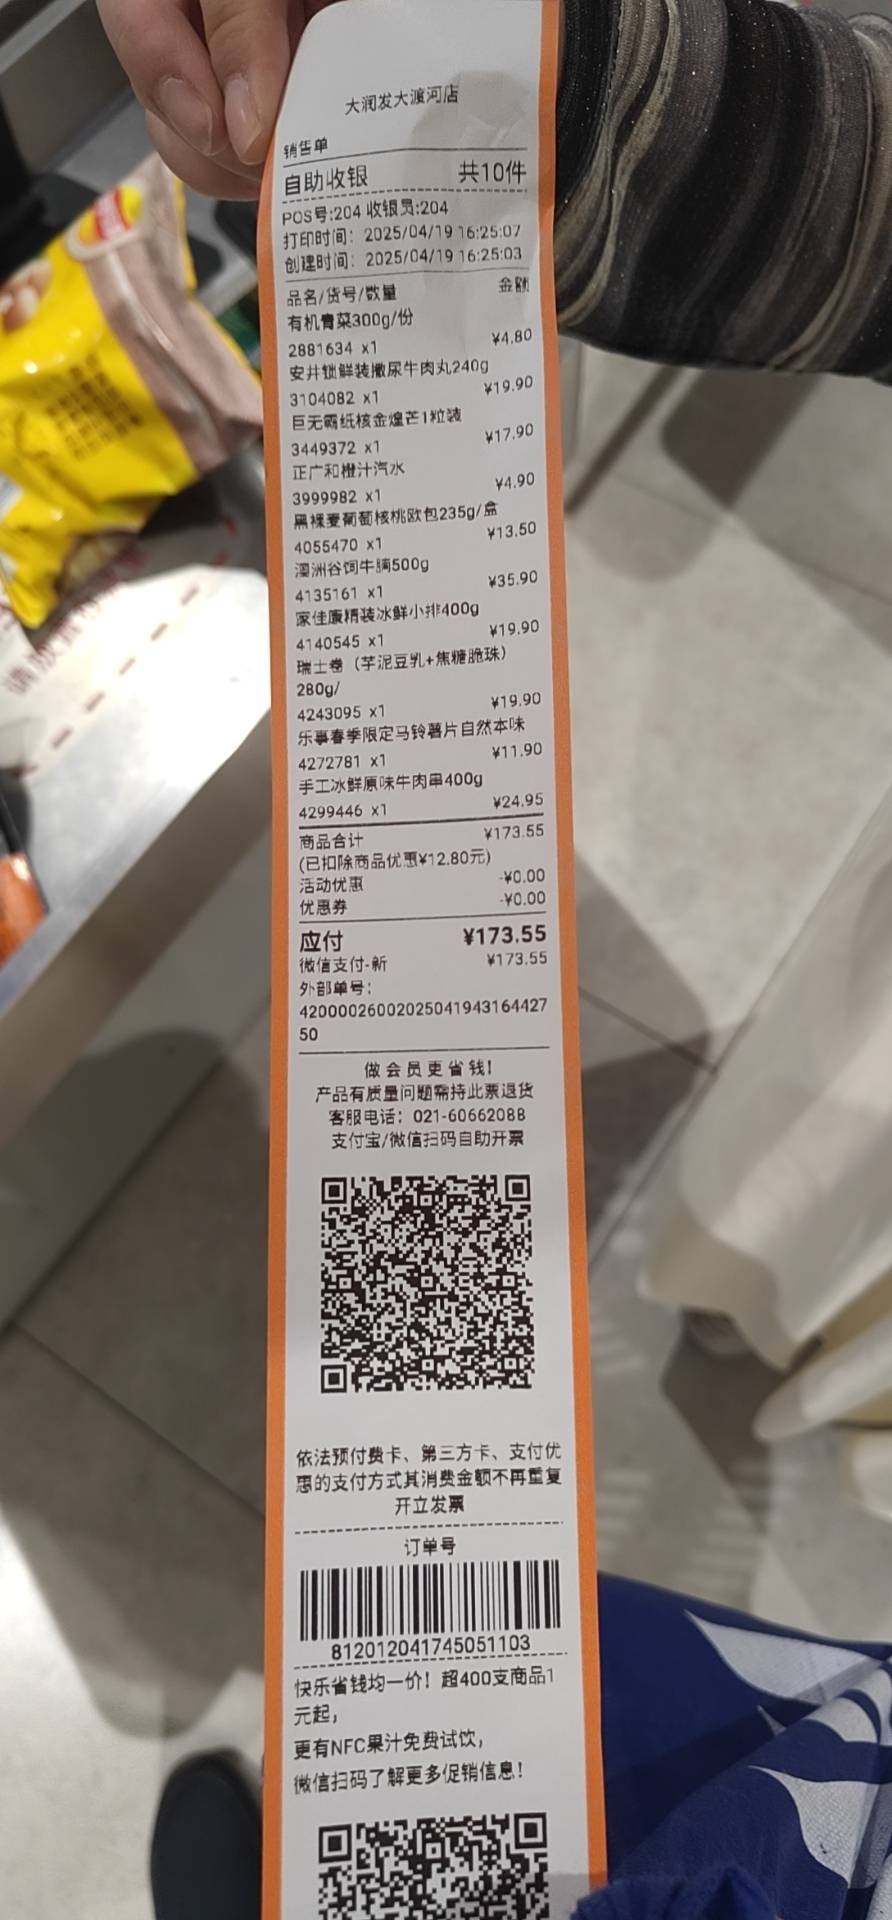 大润发大渡河店
销售单
自助收银 共10件
POS号:204 收银员:204
打印时间: 2025/04/19 16:25:07
创建时间: 2025/04/19 16:25:03
品名/货号/数量 金额
有机青菜300g/份
2881634 x1 ¥4.80
安井锁鲜装撒尿牛肉丸240g
3104082 x1 ¥19.90
巨无霸纸核金煌芒1粒装
3449372 x1 ¥17.90
正广和橙汁汽水
3999982 x1 ¥4.90
黑裸麦葡萄核桃欧包235g/盒
4055470 x1 ¥13.50
澳洲谷饲牛腩500g
4135161 x1 ¥35.90
家佳康精装冰鲜小排400g
4140545 x1 ¥19.90
瑞士卷（芋泥豆乳+焦糖脆珠）
280g/
4243095 x1 ¥19.90
乐事春季限定马铃薯片自然本味
4272781 x1 ¥11.90
手工冰鲜原味牛肉串400g
4299446 x1 ¥24.95
商品合计 ¥173.55
(已扣除商品优惠¥12.80元)
活动优惠 -¥0.00
优惠券 -¥0.00
应付 ¥173.55
微信支付-新 ¥173.55
外部单号:
42000026002025041943164427
50
做会员更省钱!
产品有质量问题需持此票退货
客服电话: 021-60662088
支付宝/微信扫码自助开票
依法预付费卡、第三方卡、支付优
惠的支付方式其消费金额不再重复
开立发票
订单号
812012041745051103
快乐省钱均一价! 超400支商品1
元起,
更有NFC果汁免费试饮,
微信扫码了解更多促销信息!